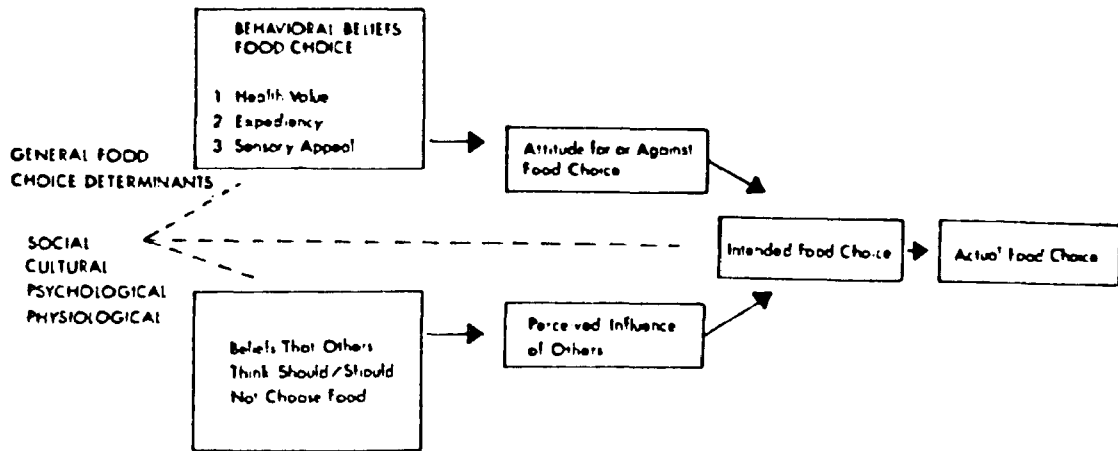 BEHAVIORAL BELIEFS
FOOD CHOICE
1 Health Value
2 Expediency
3 Sensory Appeal
GENERAL FOOD
CHOICE DETERMINANTS
SOCIAL
CULTURAL
PSYCHOLOGICAL
PHYSIOLOGICAL
Beliefs That Others
Think Should/Should
Not Choose Food
Attitude for or Against
Food Choice
Perceived Influence
of Others
Intended Food Choice
Actual Food Choice